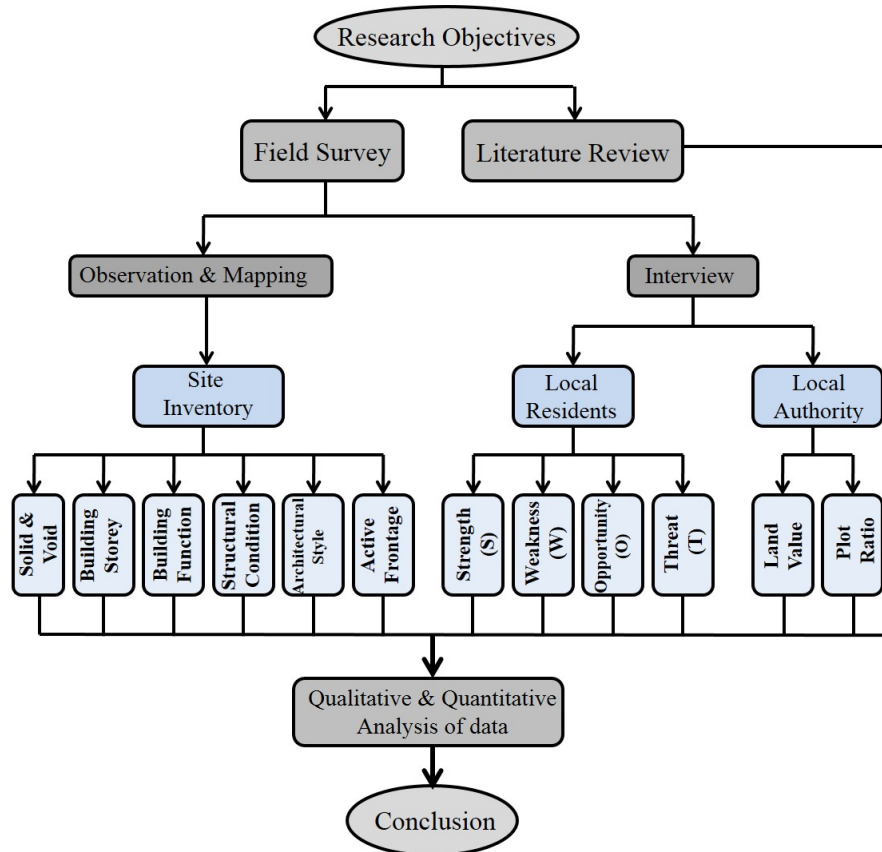 Research Objectives
Field Survey
Literature Review
Observation & Mapping
Interview
Site
Inventory
Local
Residents
Local
Authority
Solid &
Void
Building
Storey
Building
Function
Structural
Condition
Architectural
Style
Active
Frontage
Strength
(S)
Weakness
(W)
Opportunity
(O)
Threat
(T)
Land
Value
Plot
Ratio
Qualitative & Quantitative
Analysis of data
Conclusion